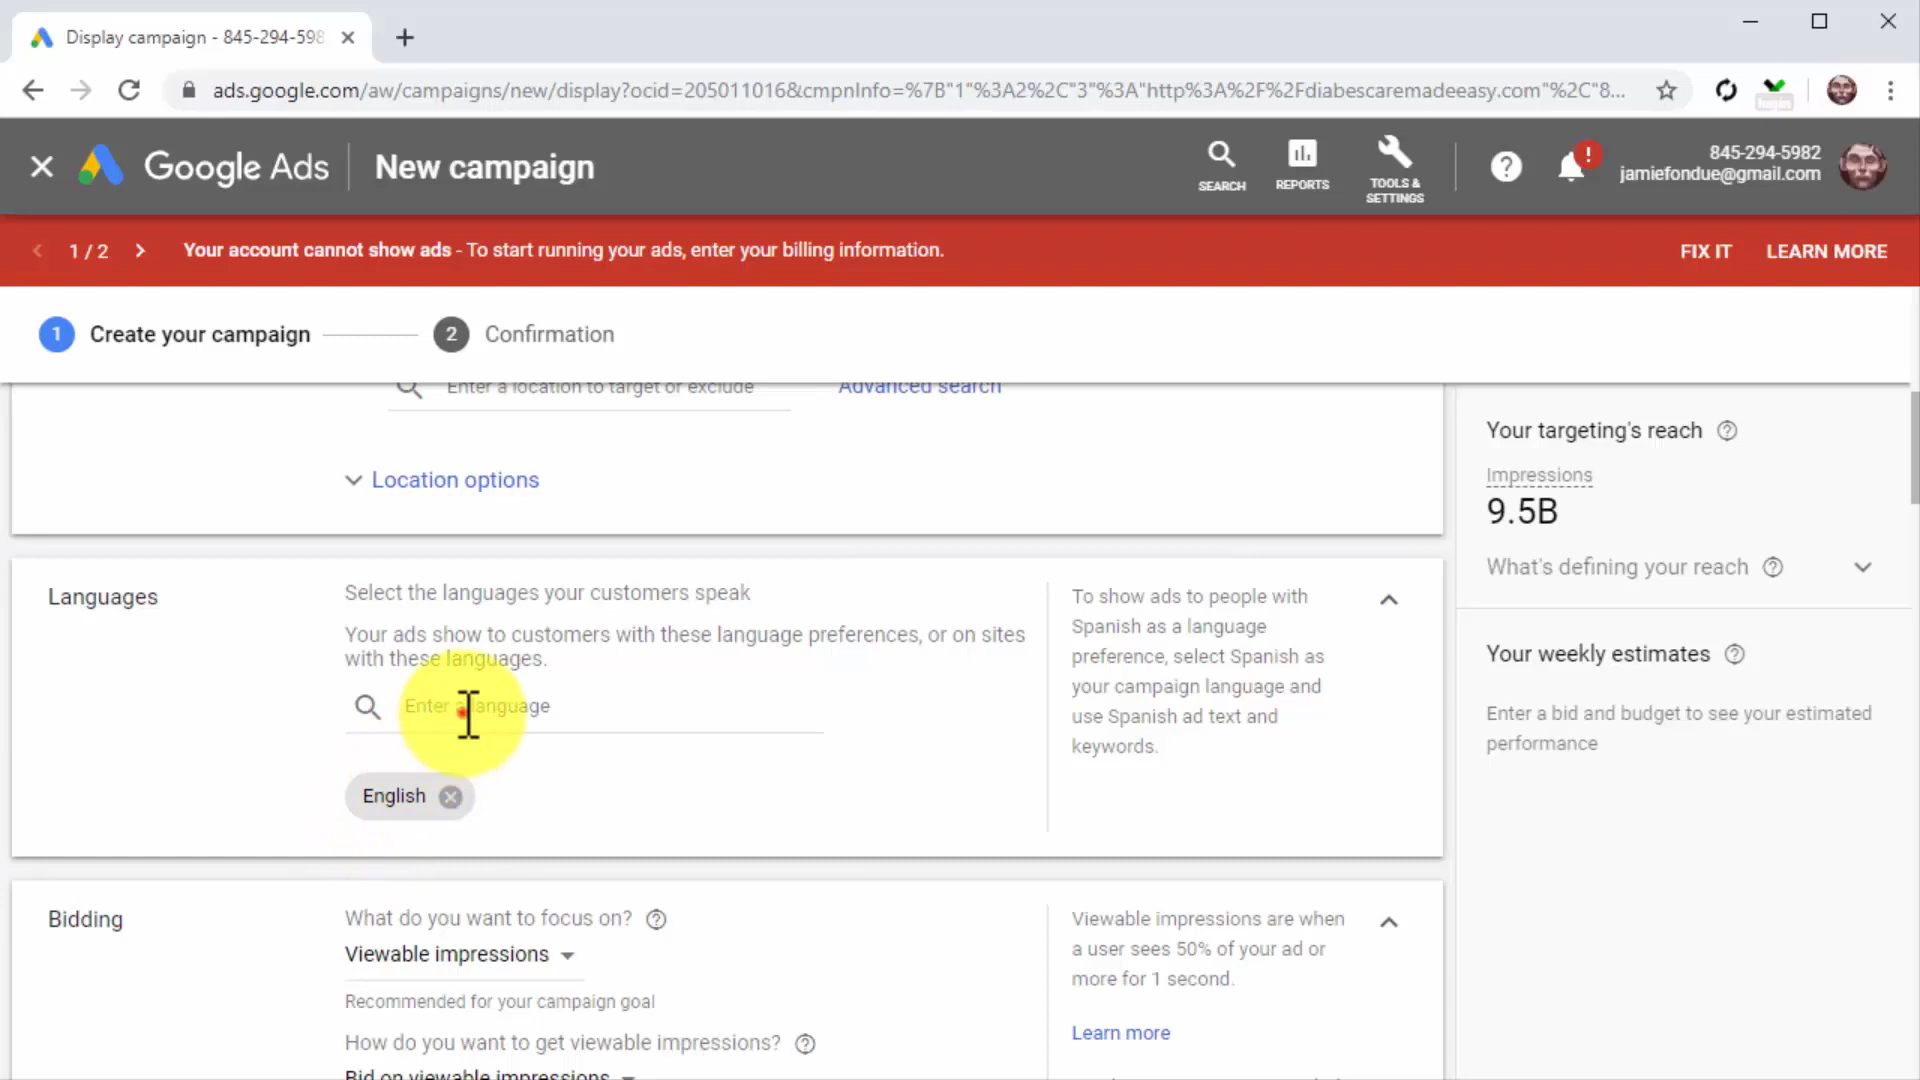 Display campaign - 845-294-598
ads.google.com/aw/campaigns/new/display?ocid=205011016&cmpnInfo=%7B"1"%3A2%2C"3"%3A"http%3A%2F%2Fdiabescaremadeeasy.com"%2C"8...
login
Google Ads
New campaign
SEARCH
REPORTS
TOOLS &
SETTINGS
845-294-5982
jamiefondue@gmail.com
1 / 2
Your account cannot show ads - To start running your ads, enter your billing information.
FIX IT
LEARN MORE
1 Create your campaign
2 Confirmation
Enter a location to target or exclude
Advanced search
Location options
Languages
Select the languages your customers speak
Your ads show to customers with these language preferences, or on sites
with these languages.
Enter a language
English
To show ads to people with
Spanish as a language
preference, select Spanish as
your campaign language and
use Spanish ad text and
keywords.
Bidding
What do you want to focus on?
Viewable impressions
Recommended for your campaign goal
How do you want to get viewable impressions?
Bid on viewable impressions
Viewable impressions are when
a user sees 50% of your ad or
more for 1 second.
Learn more
Your targeting's reach
Impressions
9.5B
What's defining your reach
Your weekly estimates
Enter a bid and budget to see your estimated
performance